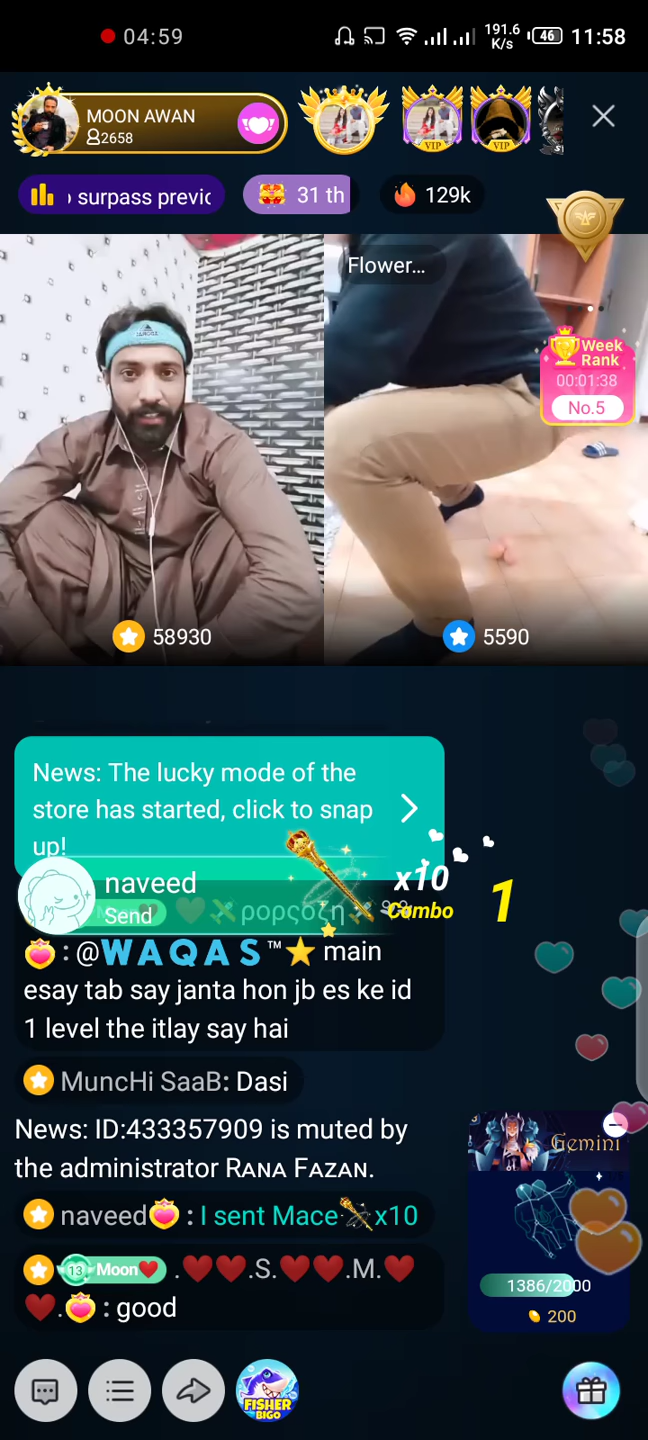 04:59
191.6 K/s 46 11:58
MOON AWAN
2658
VIP
VIP
surpass previ
31 th
129k
Flower...
Week
Rank
00:01:38
No.5
58930
5590
News: The lucky mode of the
store has started, click to snap
up!
naveed
Send
x10
Combo
1
: @WAQAS™⭐ main
esay tab say janta hon jb es ke id
1 level the itlay say hai
MuncHi SaaB: Dasi
News: ID:433357909 is muted by
the administrator Rᴀɴᴀ Fᴀᴢᴀɴ.
naveed : I sent Mace x10
13 Moon❤ .❤❤.S.❤❤.M.❤
❤. : good
Gemini
1386/2000
200
FISHER
BIGO